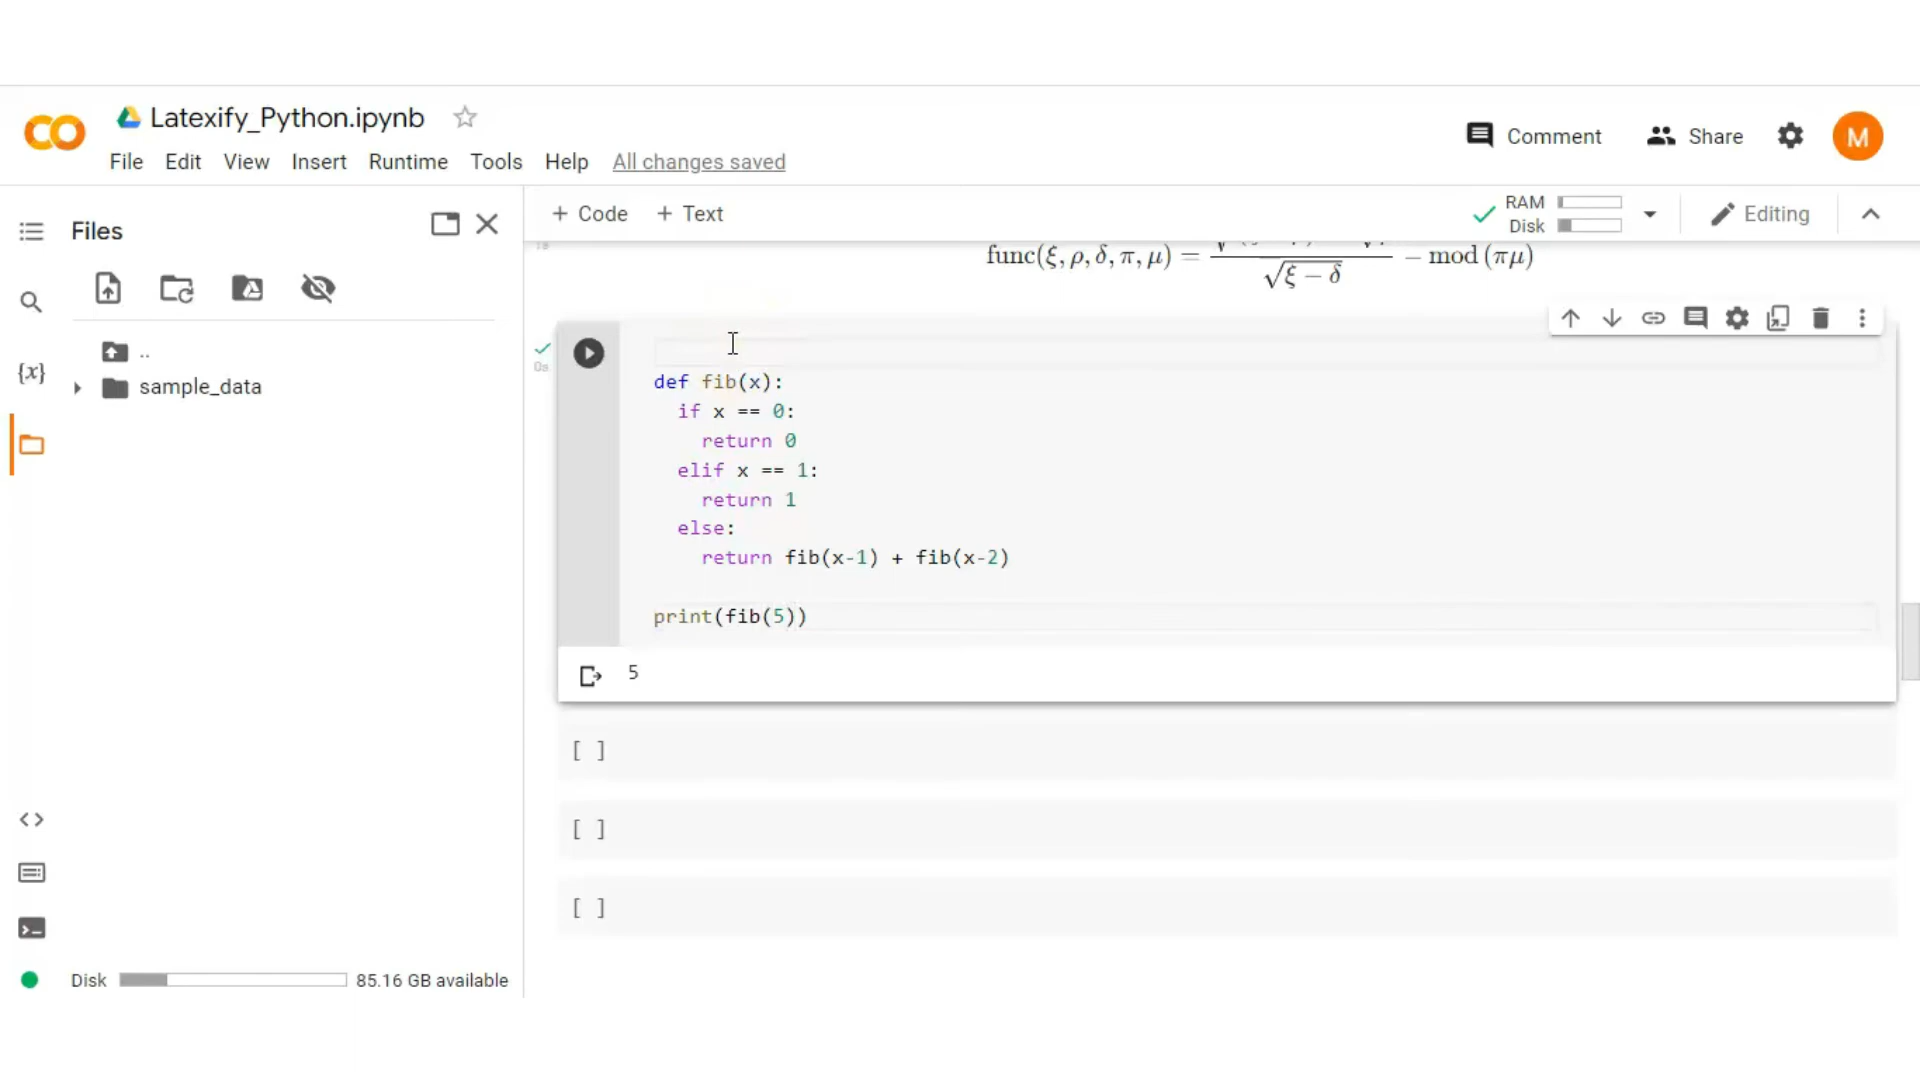 Latexify_Python.ipynb
File Edit View Insert Runtime Tools Help All changes saved
Comment Share M
Files
+ Code + Text
RAM
Disk
Editing
{x}
..
sample_data
func(ξ, ρ, δ, π, μ) = √ξ − δ − mod (πμ)
0s
def fib(x):
if x == 0:
return 0
elif x == 1:
return 1
else:
return fib(x-1) + fib(x-2)
print(fib(5))
5
[ ]
[ ]
[ ]
Disk 85.16 GB available